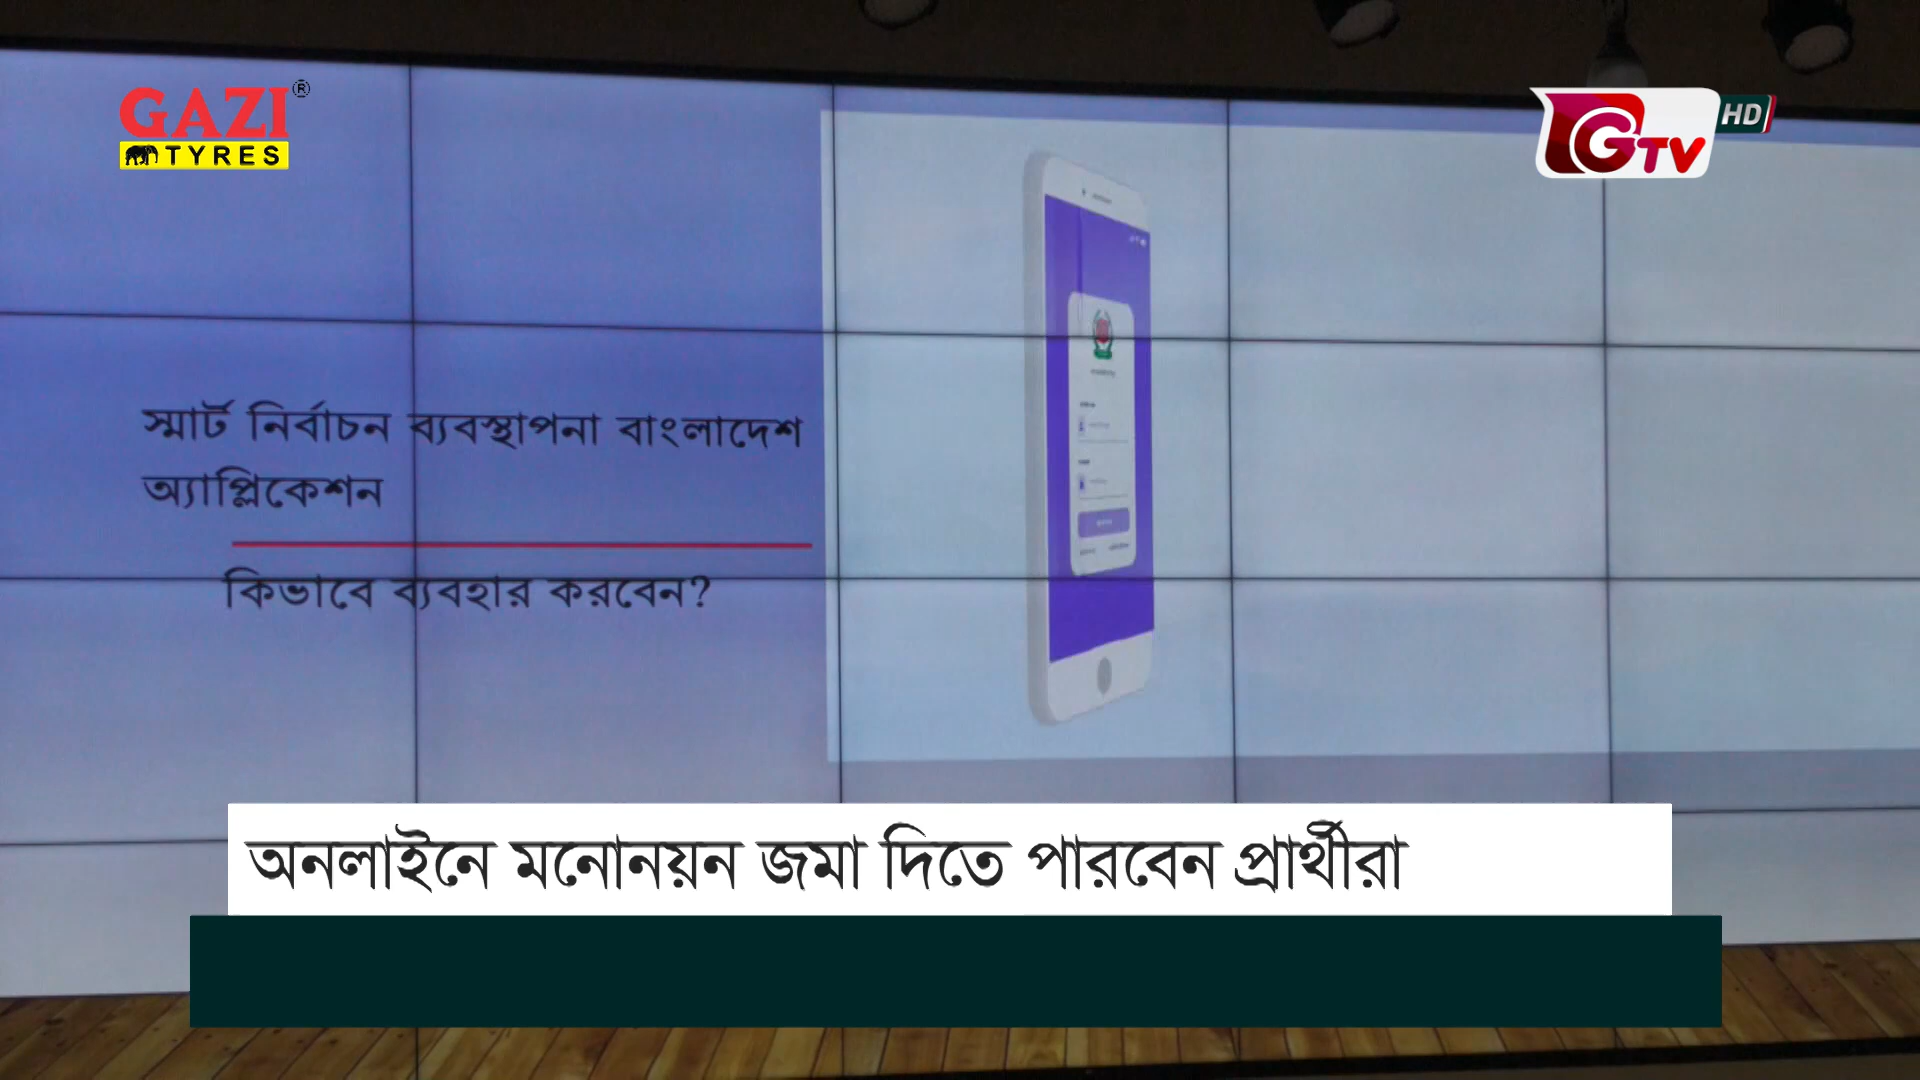 GAZI®
TYRES
GTV
HD
স্মার্ট নির্বাচন ব্যবস্থাপনা বাংলাদেশ
অ্যাপ্লিকেশন
কিভাবে ব্যবহার করবেন?
অনলাইনে মনোনয়ন জমা দিতে পারবেন প্রার্থীরা